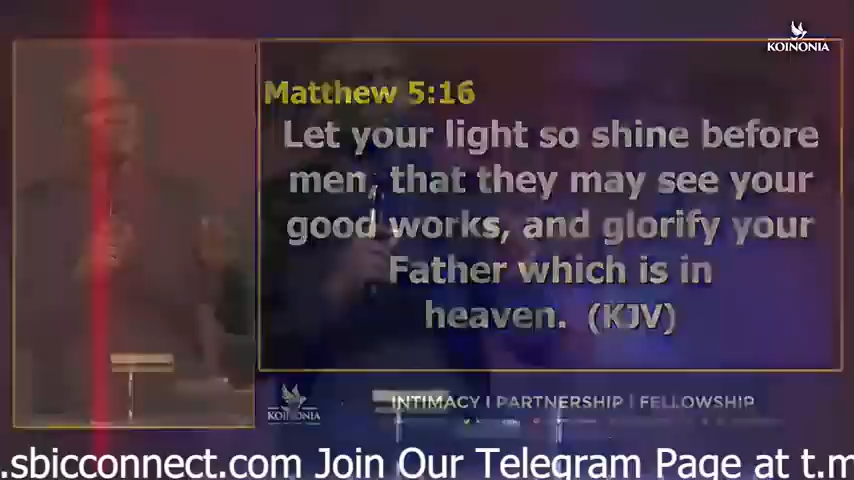 KOINONIA
Matthew 5:16
Let your light so shine before
men, that they may see your
good works, and glorify your
Father which is in
heaven. (KJV)
KOINONIA
INTIMACY | PARTNERSHIP | FELLOWSHIP
.sbicconnect.com Join Our Telegram Page at t.m